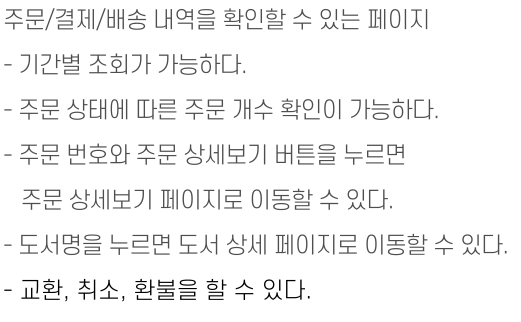 주문/결제/배송 내역을 확인할 수 있는 페이지
- 기간별 조회가 가능하다.
- 주문 상태에 따른 주문 개수 확인이 가능하다.
- 주문 번호와 주문 상세보기 버튼을 누르면
주문 상세보기 페이지로 이동할 수 있다.
- 도서명을 누르면 도서 상세 페이지로 이동할 수 있다.
- 교환, 취소, 환불을 할 수 있다.